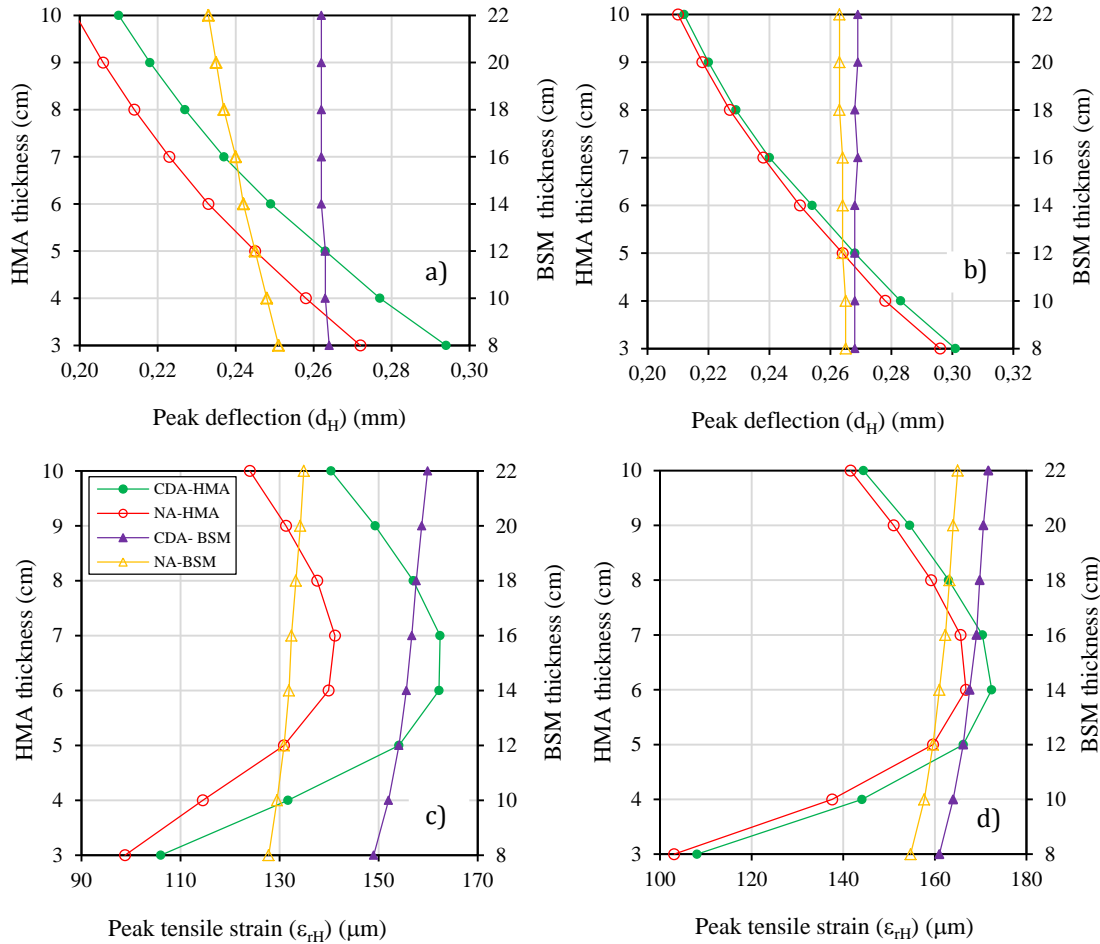 HMA thickness (cm)
10
9
8
7
6
5
4
3
22
20
18
16
14
12
10
8
BSM thickness (cm)
a)
0,20 0,22 0,24 0,26 0,28 0,30
Peak deflection (dH) (mm)
HMA thickness (cm)
10
9
8
7
6
5
4
3
22
20
18
16
14
12
10
8
BSM thickness (cm)
b)
0,20 0,22 0,24 0,26 0,28 0,30 0,32
Peak deflection (dH) (mm)
HMA thickness (cm)
10
9
8
7
6
5
4
3
CDA-HMA
NA-HMA
CDA- BSM
NA-BSM
22
20
18
16
14
12
10
8
BSM thickness (cm)
c)
90 110 130 150 170
Peak tensile strain (εrH) (μm)
HMA thickness (cm)
10
9
8
7
6
5
4
3
22
20
18
16
14
12
10
8
BSM thickness (cm)
d)
100 120 140 160 180
Peak tensile strain (εrH) (μm)